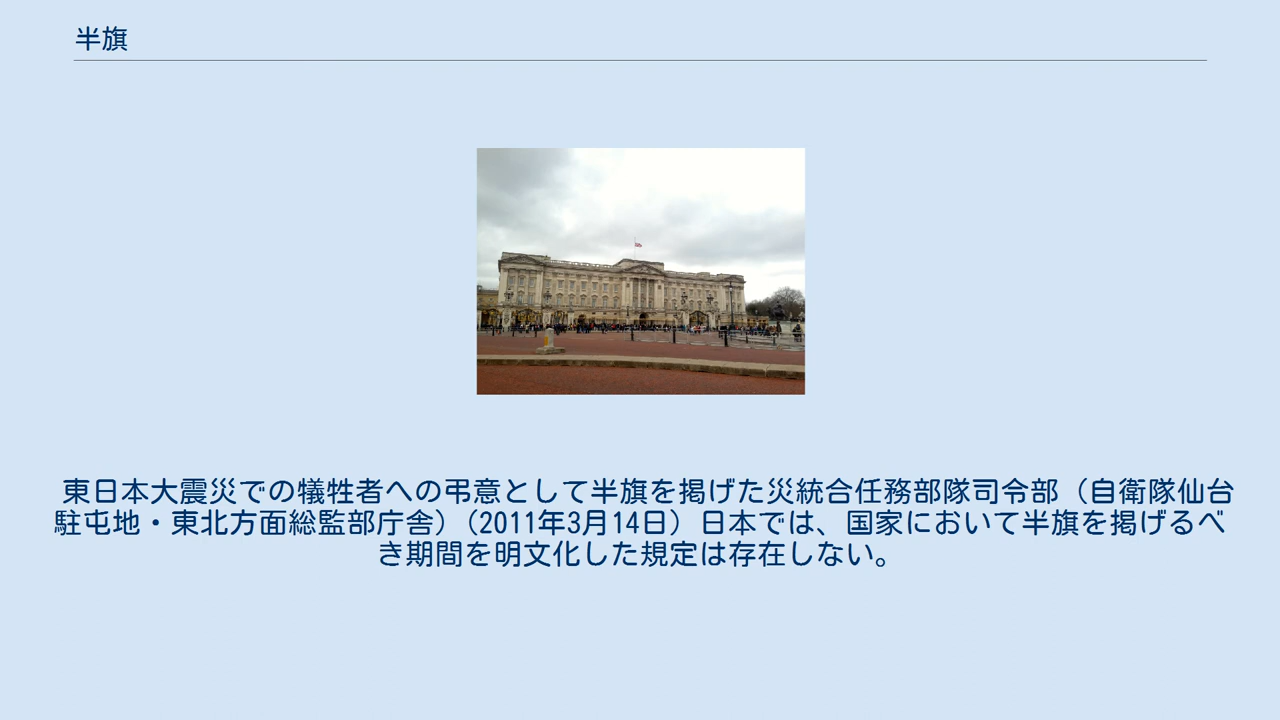 半旗
東日本大震災での犠牲者への弔意として半旗を掲げた災統合任務部隊司令部（自衛隊仙台
駐屯地・東北方面総監部庁舎）（2011年3月14日）日本では、国家において半旗を掲げるべ
き期間を明文化した規定は存在しない。